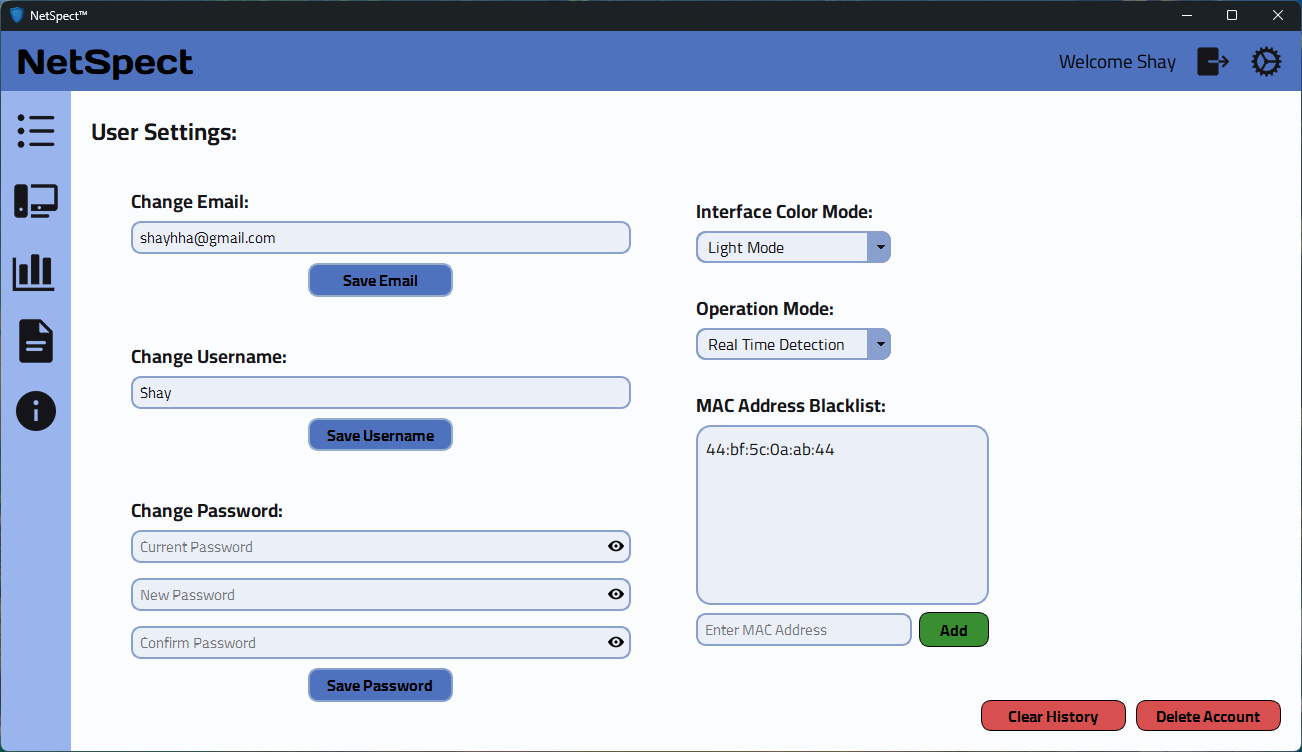 NetSpect™
NetSpect
Welcome Shay
User Settings:
Change Email:
shayhha@gmail.com
Save Email
Change Username:
Shay
Save Username
Change Password:
Current Password
New Password
Confirm Password
Save Password
Interface Color Mode:
Light Mode
Operation Mode:
Real Time Detection
MAC Address Blacklist:
44:bf:5c:0a:ab:44
Enter MAC Address
Add
Clear History
Delete Account